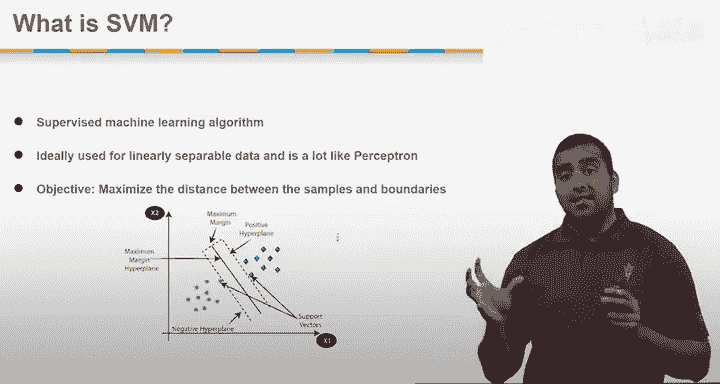 What is SVM?
Supervised machine learning algorithm
Ideally used for linearly separable data and is a lot like Perceptron
Objective: Maximize the distance between the samples and boundaries
X2
Maximum
Margin
Positive
Hyperplane
Maximum
Margin
Hyperplane
Support
Vectors
Negative Hyperplane
X1